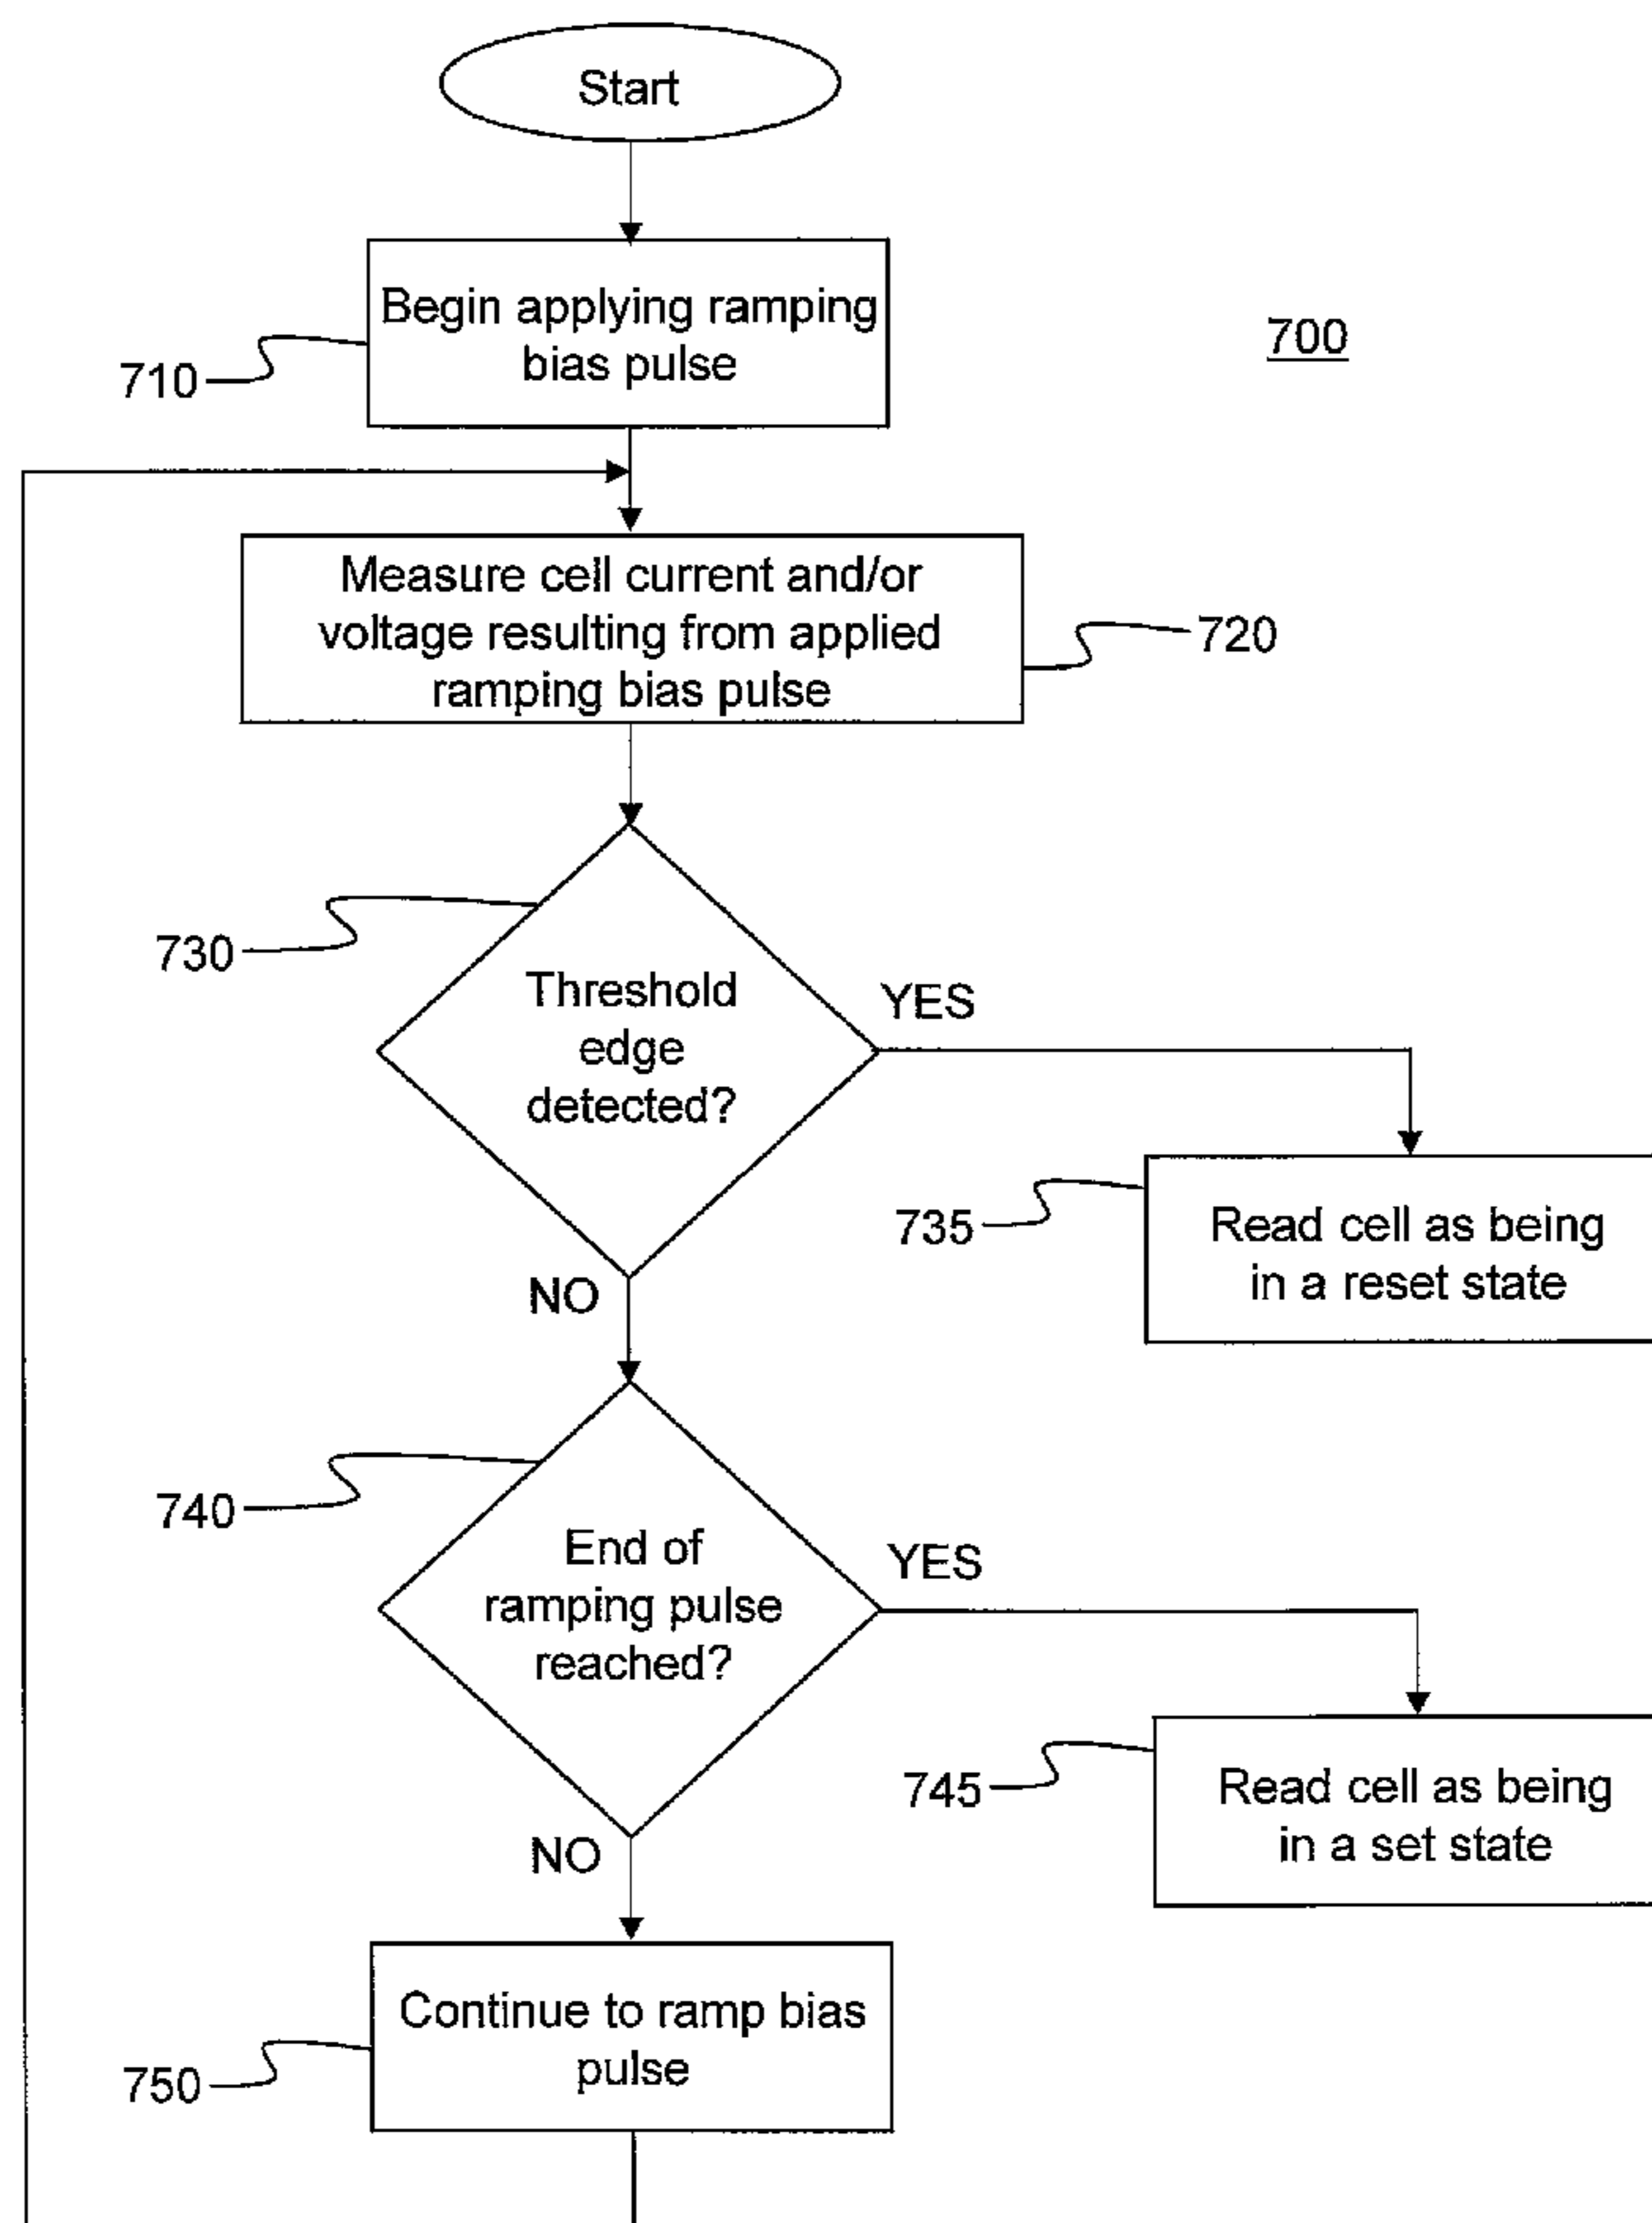 Start
Begin applying ramping
bias pulse
710
700
Measure cell current and/or
voltage resulting from applied
ramping bias pulse
720
730
Threshold
edge
detected?
YES
NO
735
Read cell as being
in a reset state
740
End of
ramping pulse
reached?
YES
NO
745
Read cell as being
in a set state
Continue to ramp bias
pulse
750